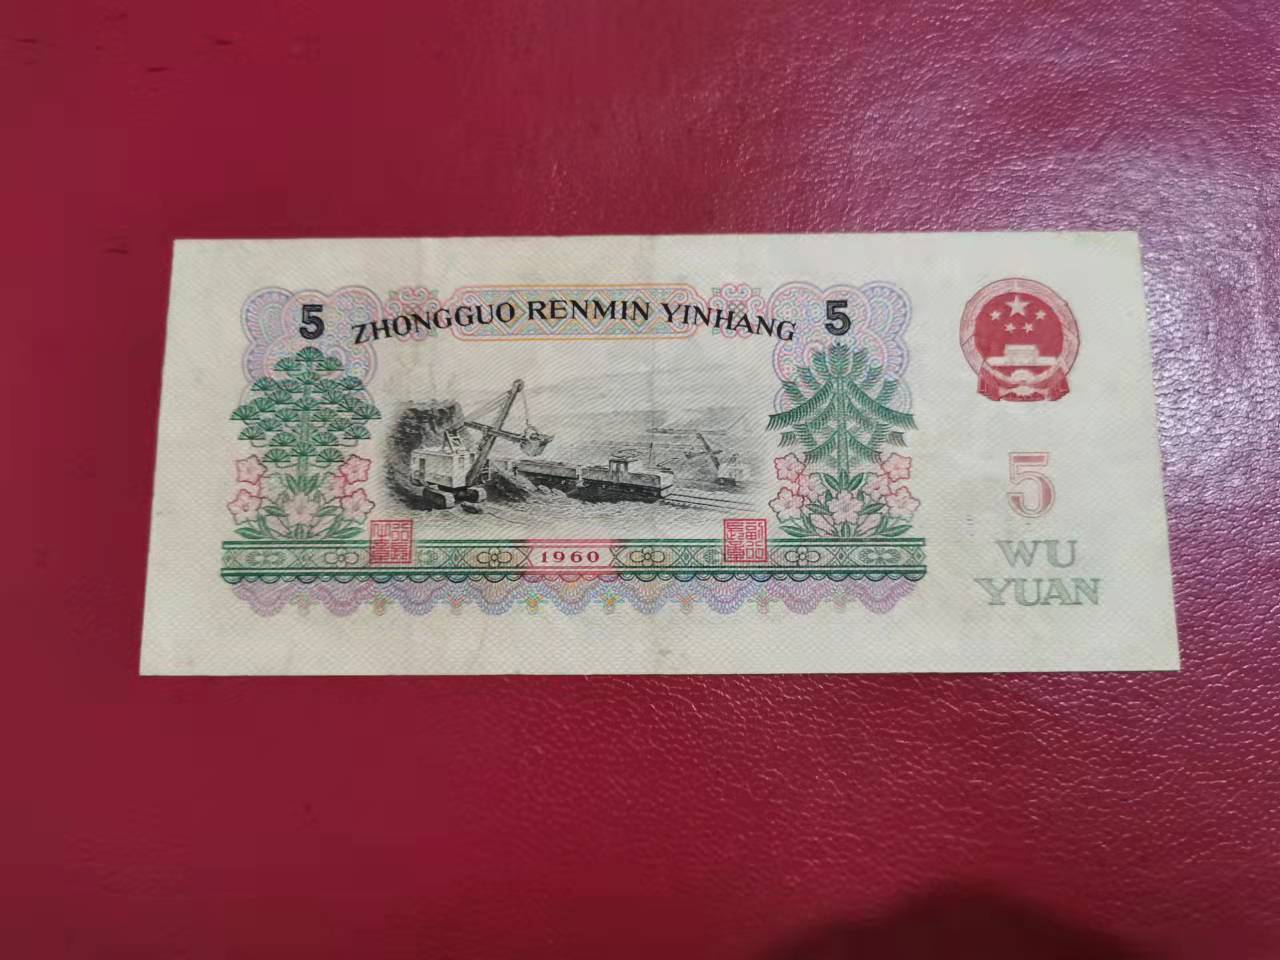 5 ZHONGGUO RENMIN YINHANG 5
5
1960
WU
YUAN